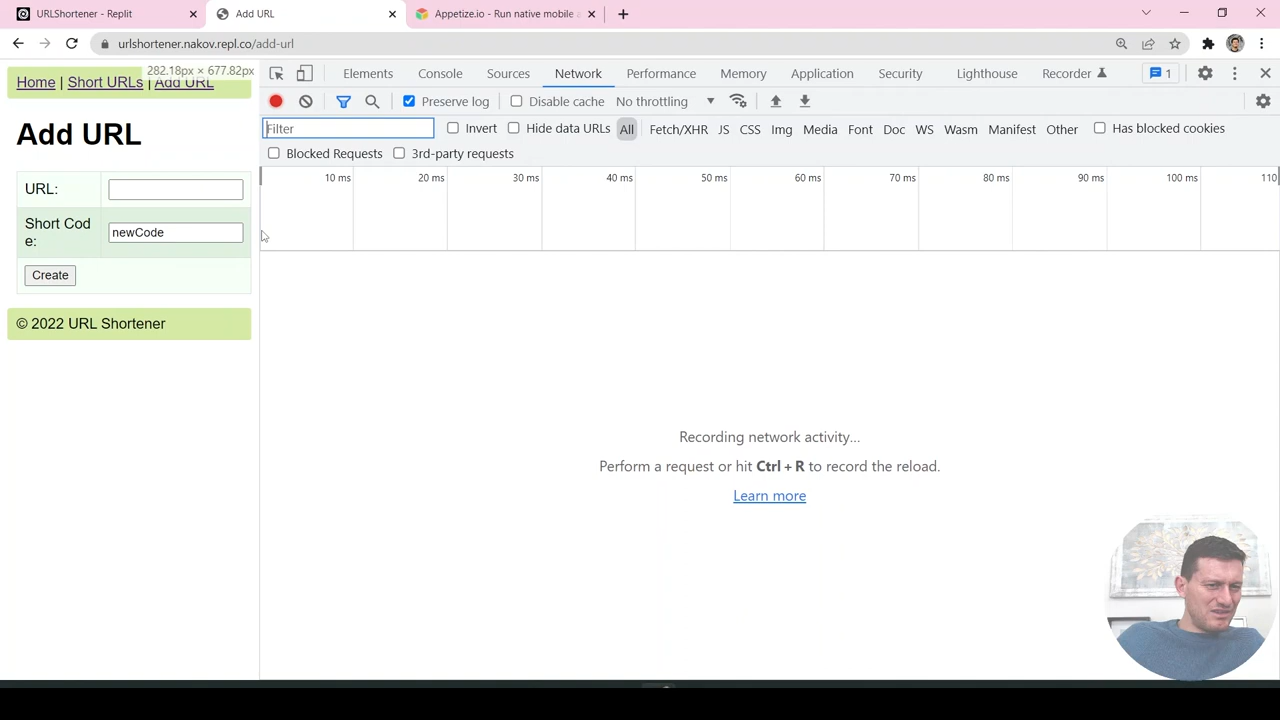 URLShortener - Replit
Add URL
Appetize.io - Run native mobile
urlshortener.nakov.repl.co/add-url
282.18px × 677.82px
Home | Short URLs | Add URL
Add URL
URL:
Short Cod
e:
newCode
Create
© 2022 URL Shortener
Elements Console Sources Network Performance Memory Application Security Lighthouse Recorder 1
Preserve log Disable cache No throttling
Filter Invert Hide data URLs All Fetch/XHR JS CSS Img Media Font Doc WS Wasm Manifest Other Has blocked cookies
Blocked Requests 3rd-party requests
10 ms 20 ms 30 ms 40 ms 50 ms 60 ms 70 ms 80 ms 90 ms 100 ms 110
Recording network activity…
Perform a request or hit Ctrl + R to record the reload.
Learn more